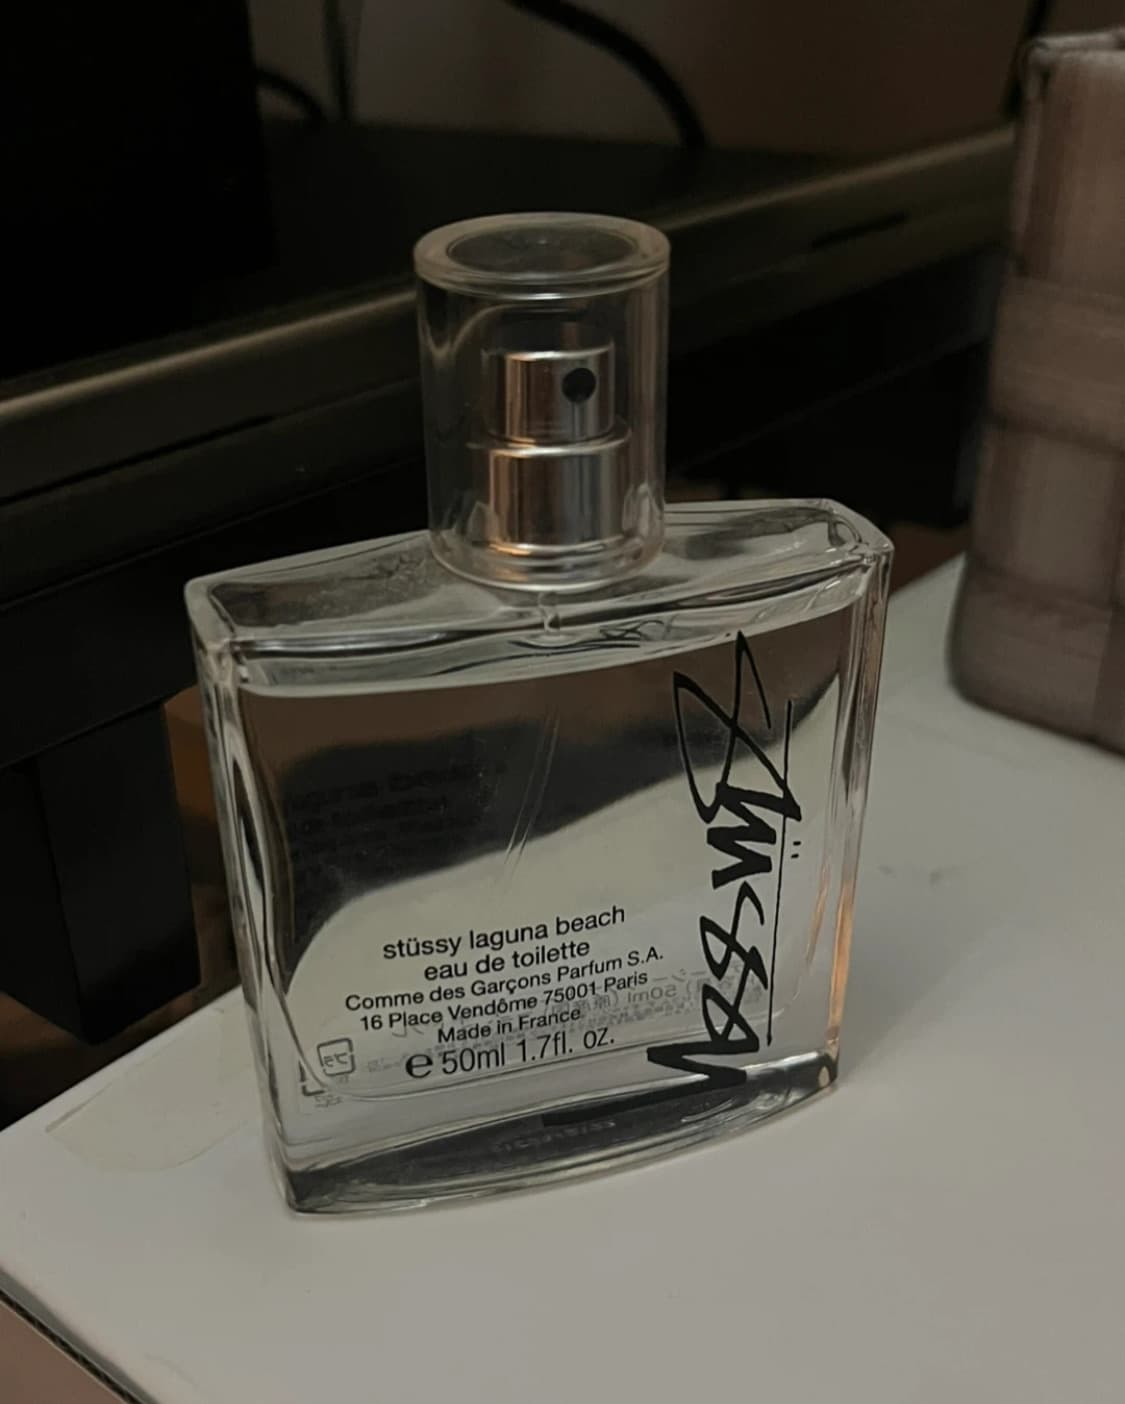 stüssy laguna beach
eau de toilette
Comme des Garçons Parfum S.A.
16 Place Vendôme 75001 Paris
Made in France
℮ 50ml 1.7fl. oz.
Stüssy